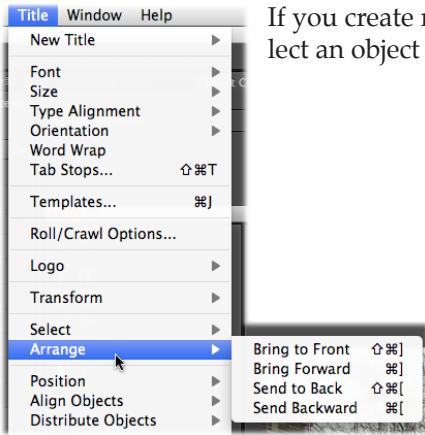 Title Window Help
If you create
lect an object
New Title
Font
Size
Type Alignment
Orientation
Word Wrap
Tab Stops... ⇧⌘T
Templates... ⌘J
Roll/Crawl Options...
Logo
Transform
Select
Arrange
Bring to Front ⇧⌘]
Bring Forward ⌘]
Send to Back ⇧⌘[
Send Backward ⌘[
Position
Align Objects
Distribute Objects